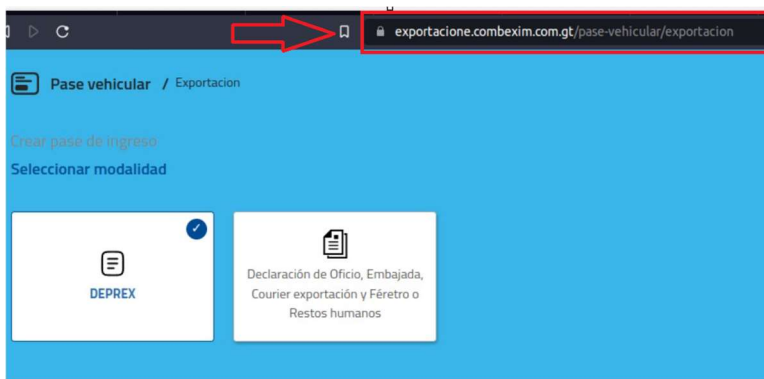 exportacione.combexim.com.gt/pase-vehicular/exportacion
Pase vehicular / Exportacion
Crear pase de ingreso
Seleccionar modalidad
DEPREX
Declaración de Oficio, Embajada,
Courier exportación y Féretro o
Restos humanos